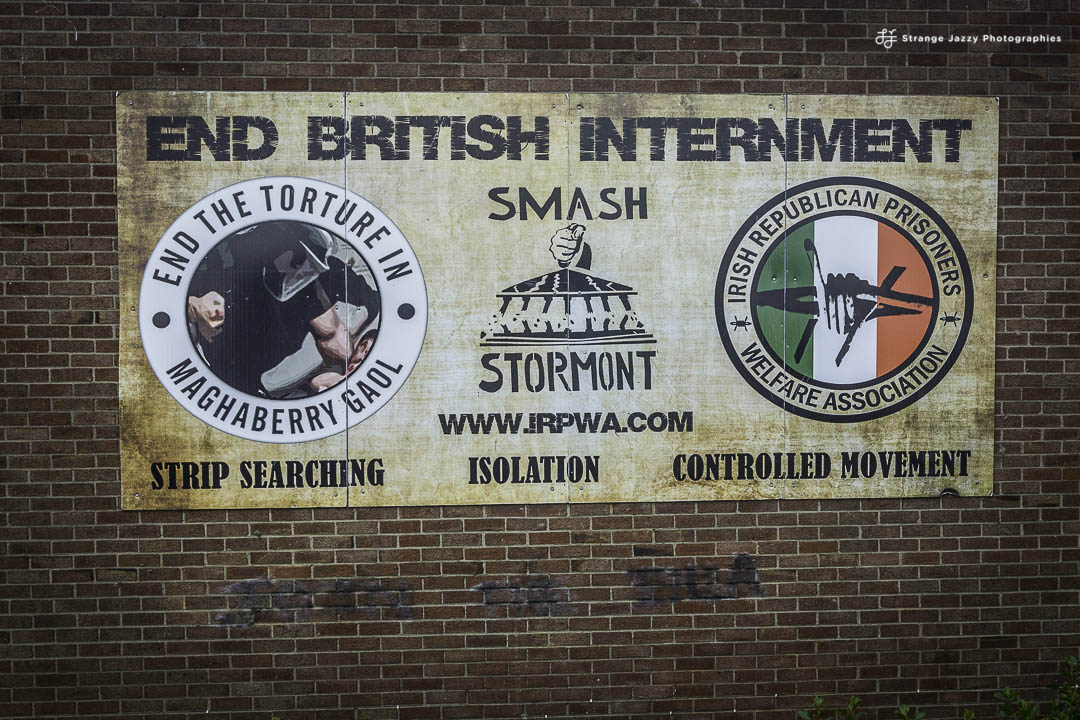 Strange Jazzy Photographies
END BRITISH INTERNMENT
END THE TORTURE IN
MAGHABERRY GAOL
SMASH
STORMONT
WWW.IRPWA.COM
IRISH REPUBLICAN PRISONERS
WELFARE ASSOCIATION
STRIP SEARCHING
ISOLATION
CONTROLLED MOVEMENT